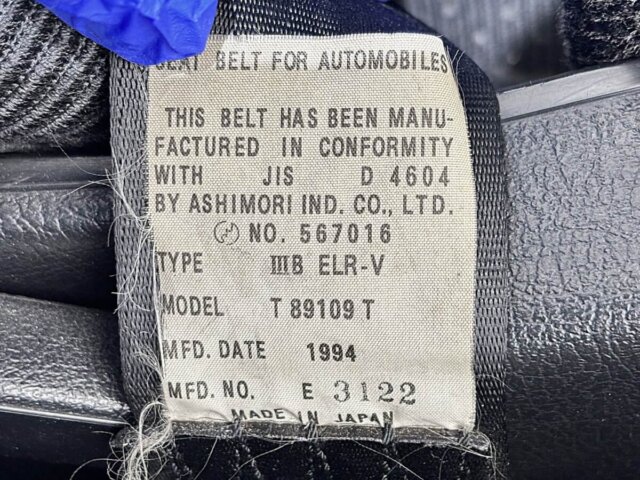 SEAT BELT FOR AUTOMOBILES
THIS BELT HAS BEEN MANU-
FACTURED IN CONFORMITY
WITH JIS D 4604
BY ASHIMORI IND. CO., LTD.
NO. 567016
TYPE IIIB ELR-V
MODEL T 89109 T
MFD. DATE 1994
MFD. NO. E 3122
MADE IN JAPAN